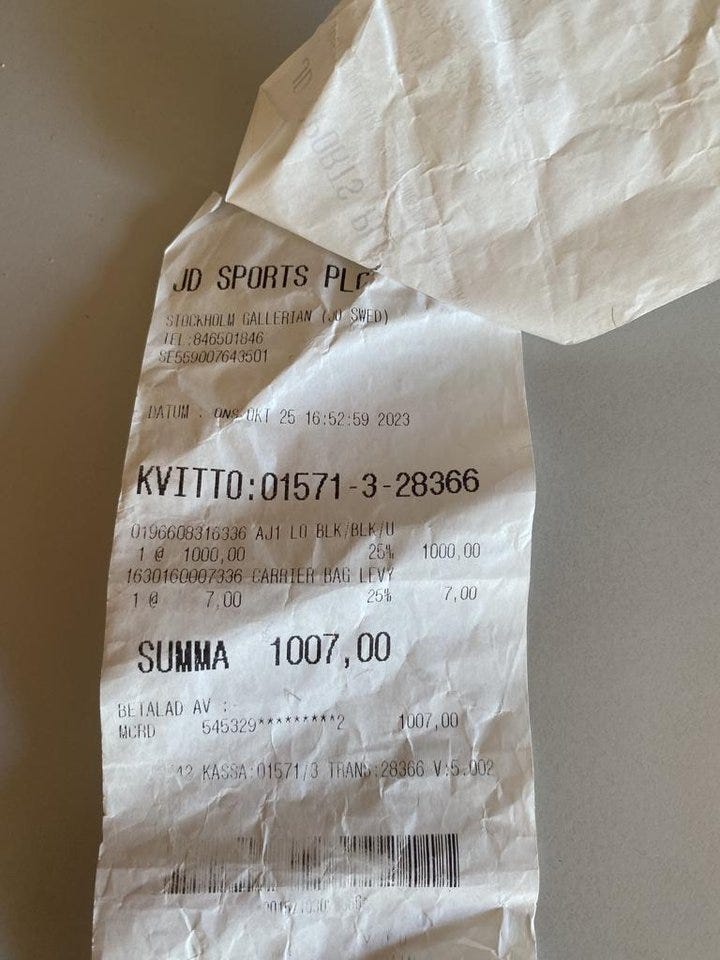 JD SPORTS PLC
STOCKHOLM GALLERIAN (JD SWED)
TEL:846501846
SE559007643501
DATUM : ONS OKT 25 16:52:59 2023
KVITTO:01571-3-28366
0196608316336 AJ1 LO BLK/BLK/U
1 @ 1000,00 25% 1000,00
1630160007336 CARRIER BAG LEVY
1 @ 7,00 25% 7,00
SUMMA 1007,00
BETALAD AV :-
MCRD 545329*********2 1007,00
KASSA:01571/3 TRANS:28366 V:5.002